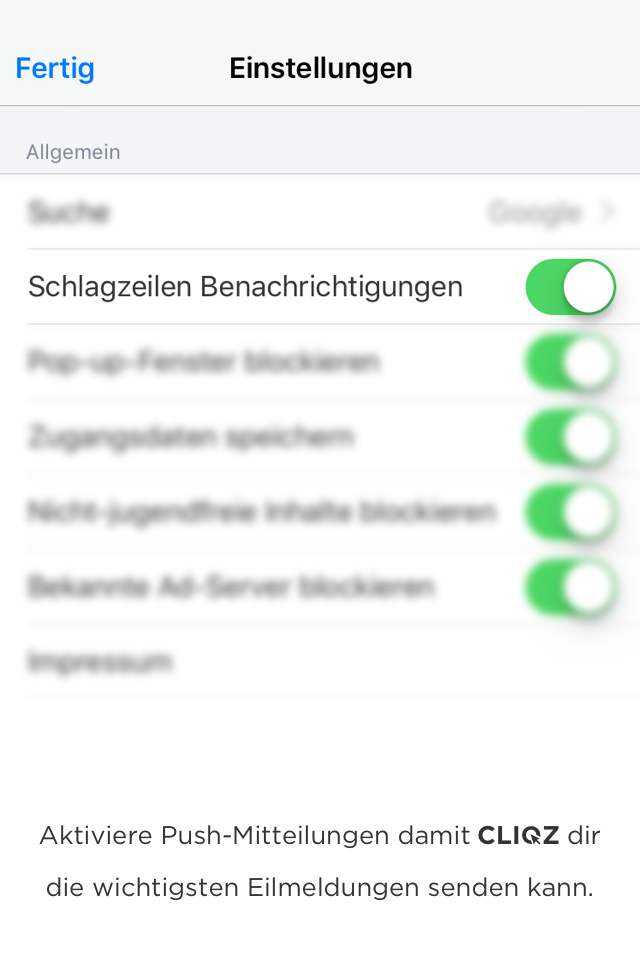 Fertig Einstellungen
Allgemein
Suche Google
Schlagzeilen Benachrichtigungen
Pop-up-Fenster blockieren
Zugangsdaten speichern
Nicht-jugendfreie Inhalte blockieren
Bekannte Ad-Server blockieren
Impressum
Aktiviere Push-Mitteilungen damit CLIQZ dir
die wichtigsten Eilmeldungen senden kann.